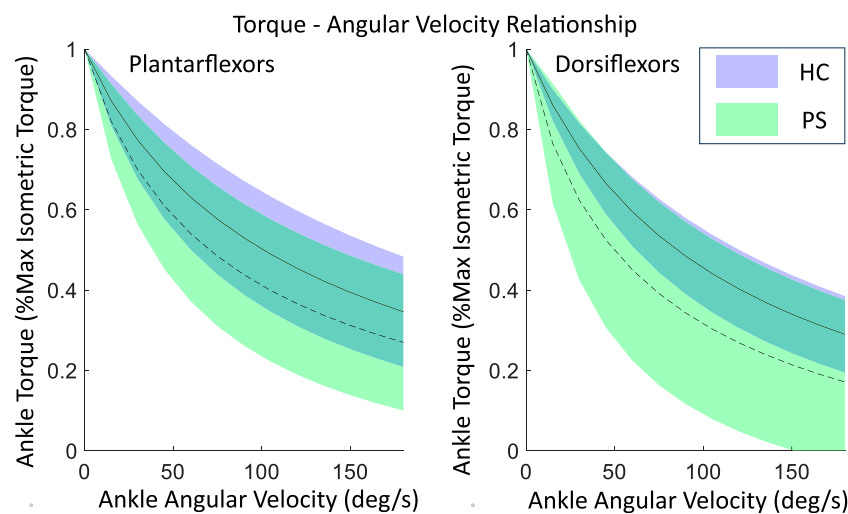 Torque - Angular Velocity Relationship
Plantarflexors
Ankle Torque (%Max Isometric Torque)
1
0.8
0.6
0.4
0.2
0
0 50 100 150
Ankle Angular Velocity (deg/s)
Dorsiflexors
HC
PS
Ankle Torque (%Max Isometric Torque)
1
0.8
0.6
0.4
0.2
0
0 50 100 150
Ankle Angular Velocity (deg/s)